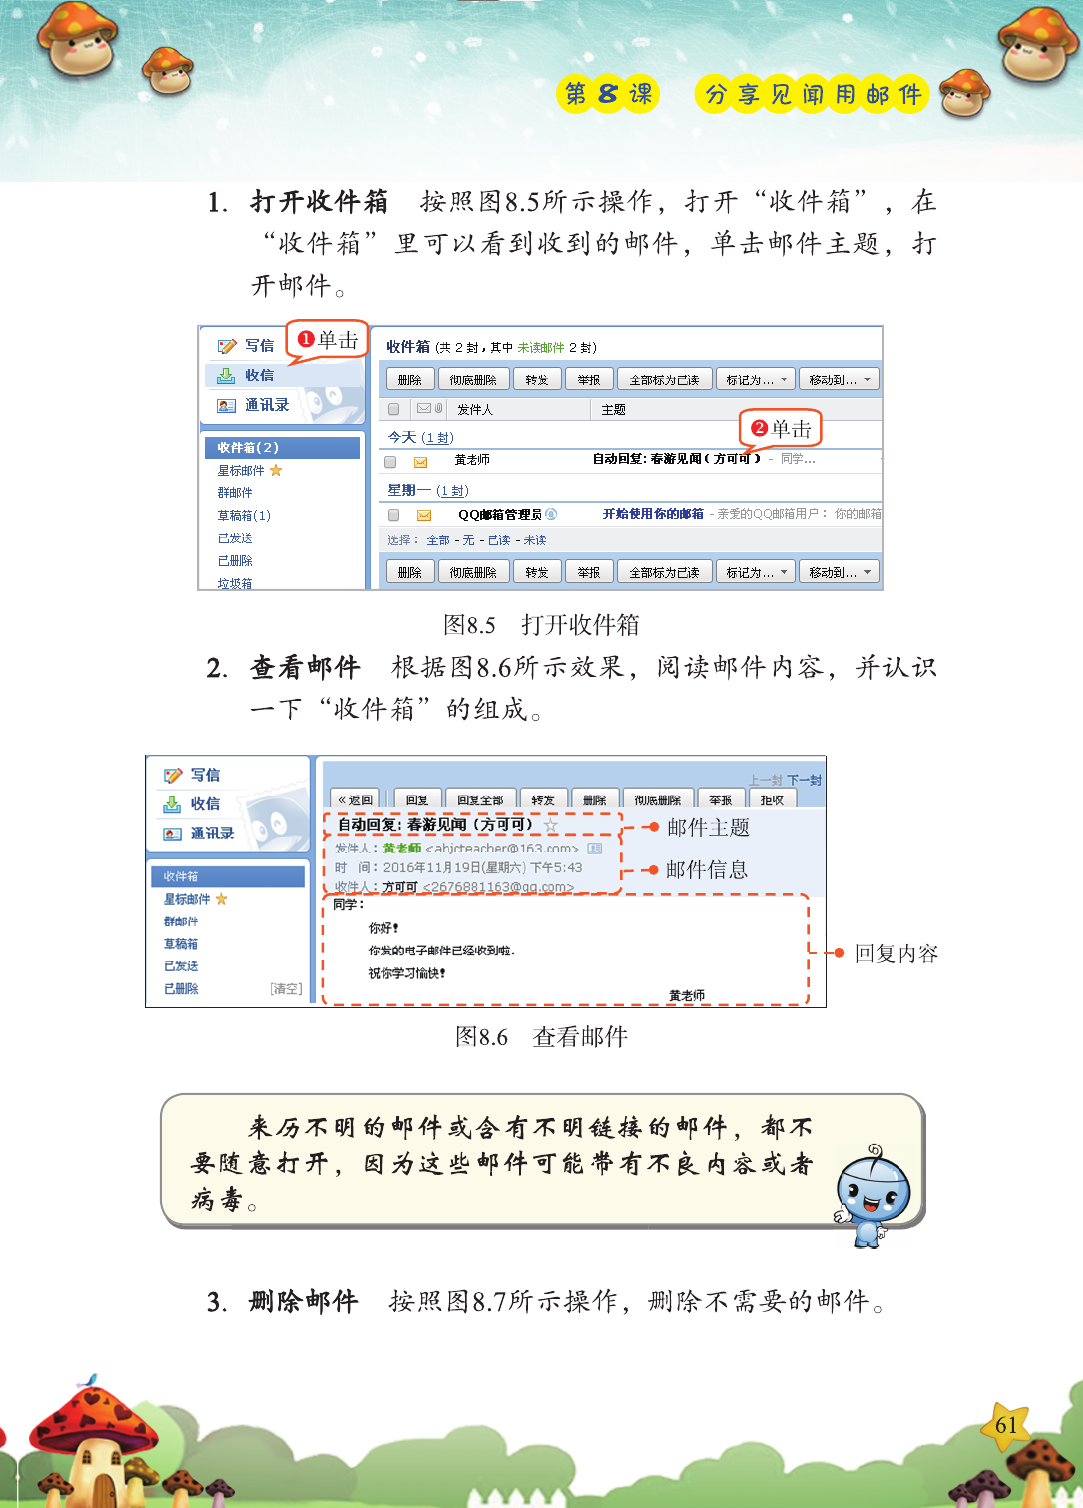 第8课 分享见闻用邮件
1. 打开收件箱 按照图8.5所示操作，打开“收件箱”，在
“收件箱”里可以看到收到的邮件，单击邮件主题，打
开邮件。
写信
❶单击
收信
通讯录
收件箱(2)
星标邮件
群邮件
草稿箱(1)
已发送
已删除
垃圾箱
收件箱 (共 2 封，其中 未读邮件 2 封)
删除 彻底删除 转发 举报 全部标为已读 标记为... 移动到...
发件人 主题
❷单击
今天 (1 封)
黄老师 自动回复: 春游见闻（方可可） - 同学...
星期一 (1 封)
QQ邮箱管理员 开始使用你的邮箱 - 亲爱的QQ邮箱用户： 你的邮箱
选择： 全部 - 无 - 已读 - 未读
删除 彻底删除 转发 举报 全部标为已读 标记为... 移动到...
图8.5 打开收件箱
2. 查看邮件 根据图8.6所示效果，阅读邮件内容，并认识
一下“收件箱”的组成。
写信
收信
通讯录
收件箱
星标邮件
群邮件
草稿箱
已发送
已删除 [清空]
上一封 下一封
«返回 回复 回复全部 转发 删除 彻底删除 举报 拒收
自动回复: 春游见闻（方可可）
邮件主题
发件人：黄老师 <ahjcteacher@163.com>
时 间：2016年11月19日(星期六) 下午5:43
收件人：方可可 <2676881163@qq.com>
邮件信息
同学：
你好！
你发的电子邮件已经收到啦.
祝你学习愉快！
黄老师
回复内容
图8.6 查看邮件
来历不明的邮件或含有不明链接的邮件，都不
要随意打开，因为这些邮件可能带有不良内容或者
病毒。
3. 删除邮件 按照图8.7所示操作，删除不需要的邮件。
61